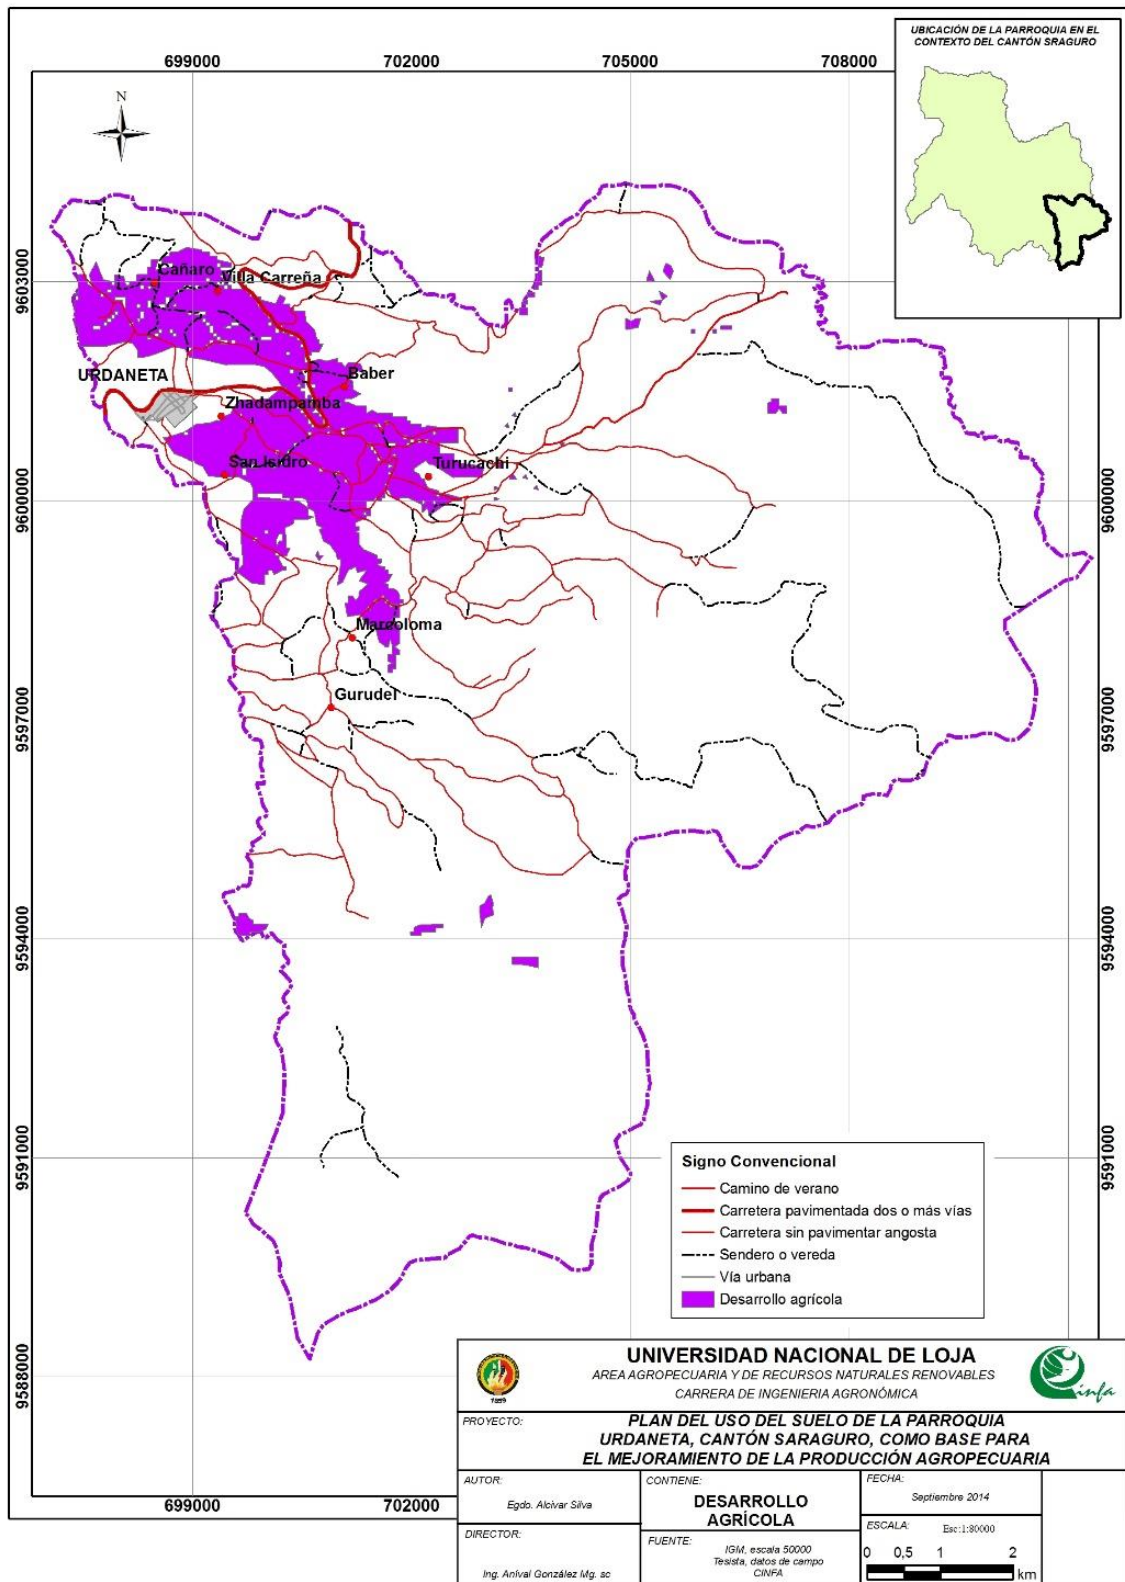 UBICACIÓN DE LA PARROQUIA EN EL
CONTEXTO DEL CANTÓN SRAGURO
699000
702000
705000
708000
N
9603000
9603000
Cañaro
Villa Carreña
URDANETA
Baber
Zhadampamba
San Isidro
Turucachi
9600000
9600000
Marcoloma
Gurudel
9597000
9597000
9594000
9594000
9591000
9591000
9588000
Signo Convencional
Camino de verano
Carretera pavimentada dos o más vías
Carretera sin pavimentar angosta
Sendero o vereda
Vía urbana
Desarrollo agrícola
699000
702000
1859
UNIVERSIDAD NACIONAL DE LOJA
AREA AGROPECUARIA Y DE RECURSOS NATURALES RENOVABLES
CARRERA DE INGENIERIA AGRONÓMICA
infa
PROYECTO:
PLAN DEL USO DEL SUELO DE LA PARROQUIA
URDANETA, CANTÓN SARAGURO, COMO BASE PARA
EL MEJORAMIENTO DE LA PRODUCCIÓN AGROPECUARIA
AUTOR:
Egdo. Alcivar Silva
DIRECTOR:
Ing. Aníval González Mg. sc
CONTIENE:
DESARROLLO
AGRÍCOLA
FUENTE:
IGM, escala 50000
Tesista, datos de campo
CINFA
FECHA:
Septiembre 2014
ESCALA:
Esc:1:80000
0 0,5 1 2
km